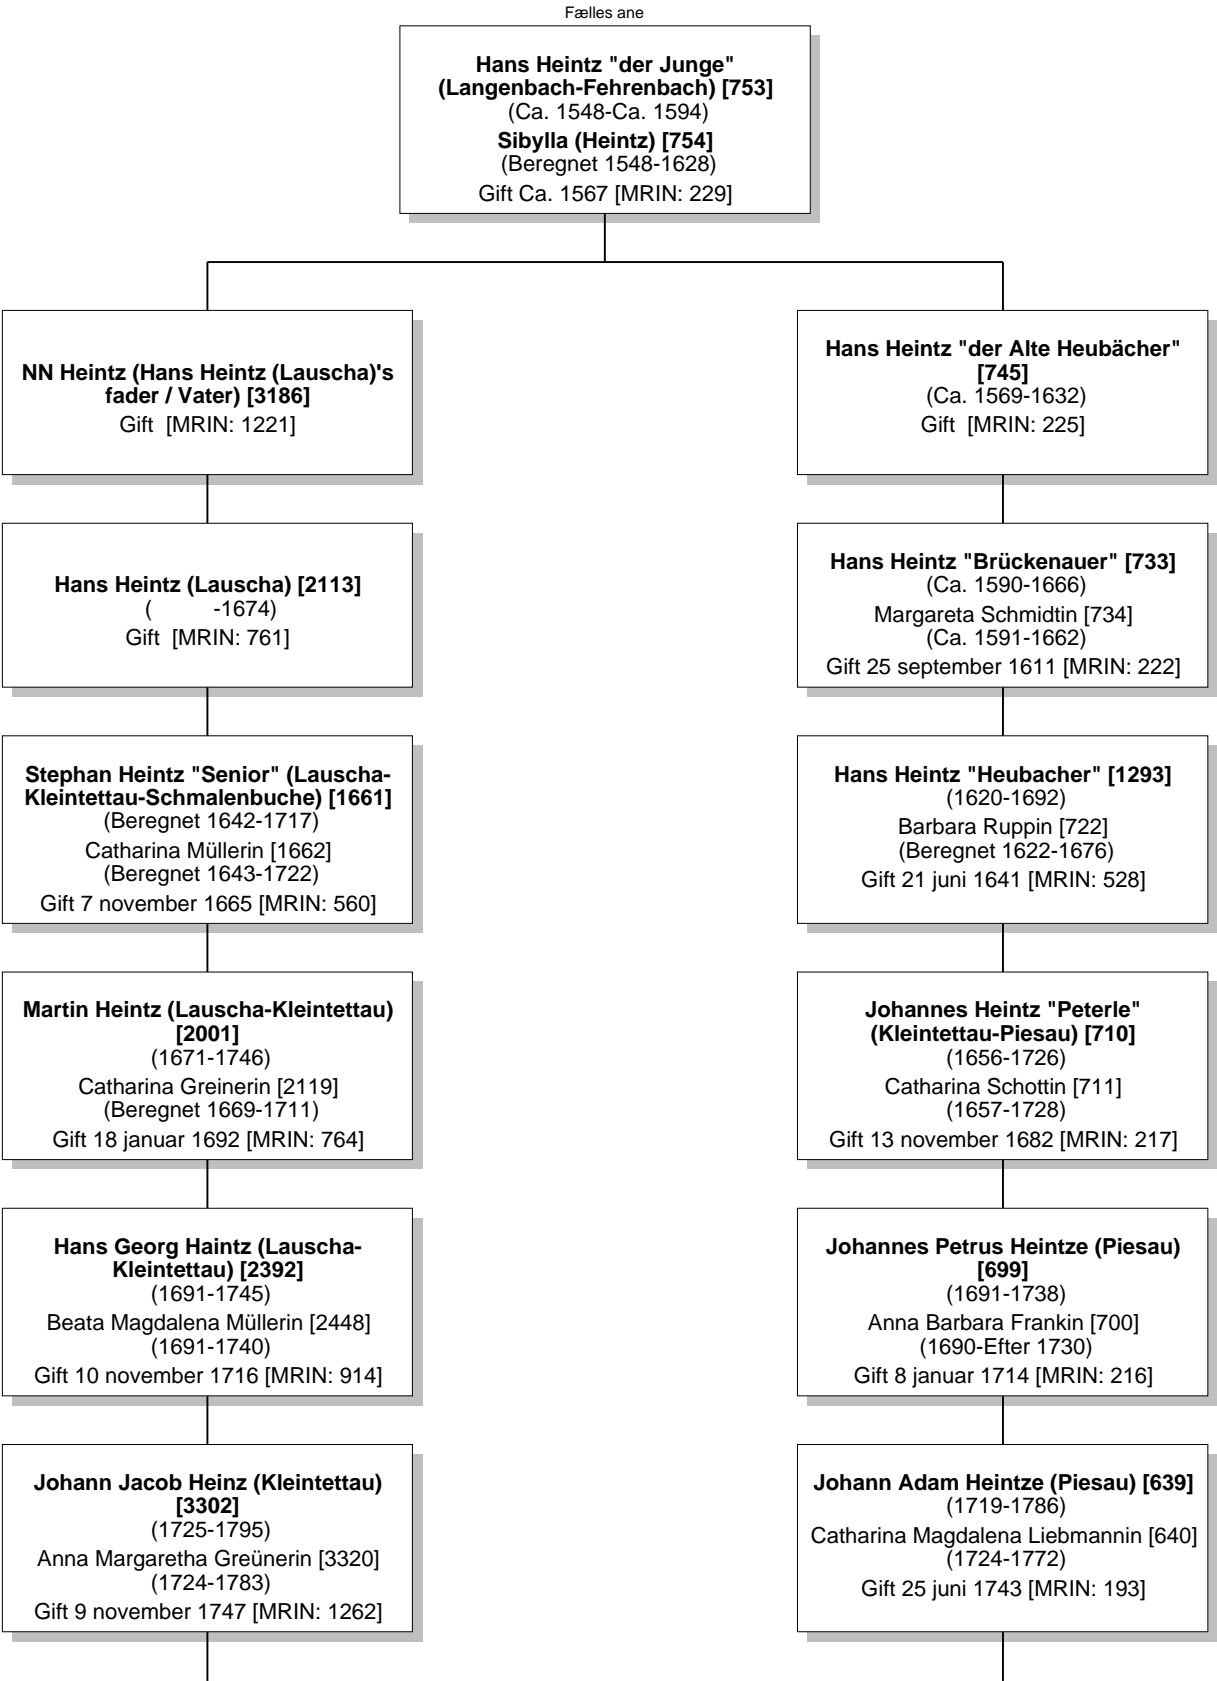 Fælles ane
Hans Heintz "der Junge"
(Langenbach-Fehrenbach) [753]
(Ca. 1548-Ca. 1594)
Sibylla (Heintz) [754]
(Beregnet 1548-1628)
Gift Ca. 1567 [MRIN: 229]
NN Heintz (Hans Heintz (Lauscha)'s
fader / Vater) [3186]
Gift [MRIN: 1221]
Hans Heintz "der Alte Heubächer"
[745]
(Ca. 1569-1632)
Gift [MRIN: 225]
Hans Heintz (Lauscha) [2113]
( -1674)
Gift [MRIN: 761]
Hans Heintz "Brückenauer" [733]
(Ca. 1590-1666)
Margareta Schmidtin [734]
(Ca. 1591-1662)
Gift 25 september 1611 [MRIN: 222]
Stephan Heintz "Senior" (Lauscha-
Kleintettau-Schmalenbuche) [1661]
(Beregnet 1642-1717)
Catharina Müllerin [1662]
(Beregnet 1643-1722)
Gift 7 november 1665 [MRIN: 560]
Hans Heintz "Heubacher" [1293]
(1620-1692)
Barbara Ruppin [722]
(Beregnet 1622-1676)
Gift 21 juni 1641 [MRIN: 528]
Martin Heintz (Lauscha-Kleintettau)
[2001]
(1671-1746)
Catharina Greinerin [2119]
(Beregnet 1669-1711)
Gift 18 januar 1692 [MRIN: 764]
Johannes Heintz "Peterle"
(Kleintettau-Piesau) [710]
(1656-1726)
Catharina Schottin [711]
(1657-1728)
Gift 13 november 1682 [MRIN: 217]
Hans Georg Haintz (Lauscha-
Kleintettau) [2392]
(1691-1745)
Beata Magdalena Müllerin [2448]
(1691-1740)
Gift 10 november 1716 [MRIN: 914]
Johannes Petrus Heintze (Piesau)
[699]
(1691-1738)
Anna Barbara Frankin [700]
(1690-Efter 1730)
Gift 8 januar 1714 [MRIN: 216]
Johann Jacob Heinz (Kleintettau)
[3302]
(1725-1795)
Anna Margaretha Greünerin [3320]
(1724-1783)
Gift 9 november 1747 [MRIN: 1262]
Johann Adam Heintze (Piesau) [639]
(1719-1786)
Catharina Magdalena Liebmannin [640]
(1724-1772)
Gift 25 juni 1743 [MRIN: 193]